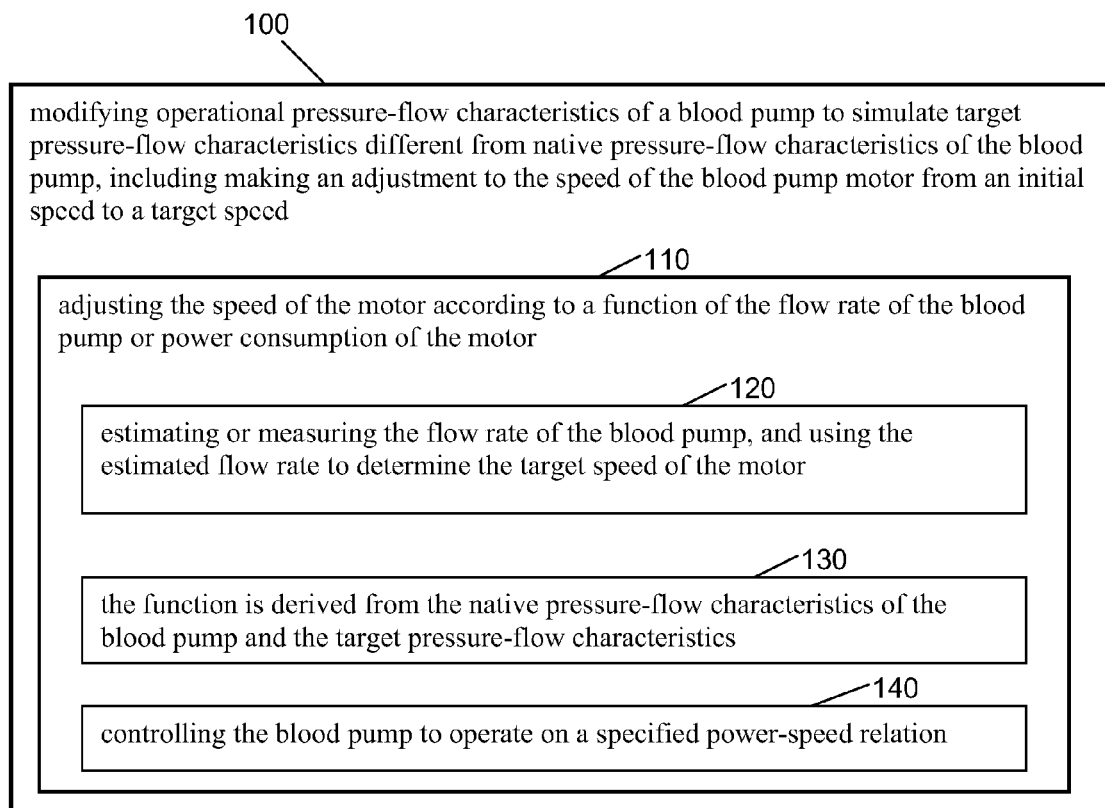 100
modifying operational pressure-flow characteristics of a blood pump to simulate target
pressure-flow characteristics different from native pressure-flow characteristics of the blood
pump, including making an adjustment to the speed of the blood pump motor from an initial
speed to a target speed
110
adjusting the speed of the motor according to a function of the flow rate of the blood
pump or power consumption of the motor
120
estimating or measuring the flow rate of the blood pump, and using the
estimated flow rate to determine the target speed of the motor
130
the function is derived from the native pressure-flow characteristics of the
blood pump and the target pressure-flow characteristics
140
controlling the blood pump to operate on a specified power-speed relation